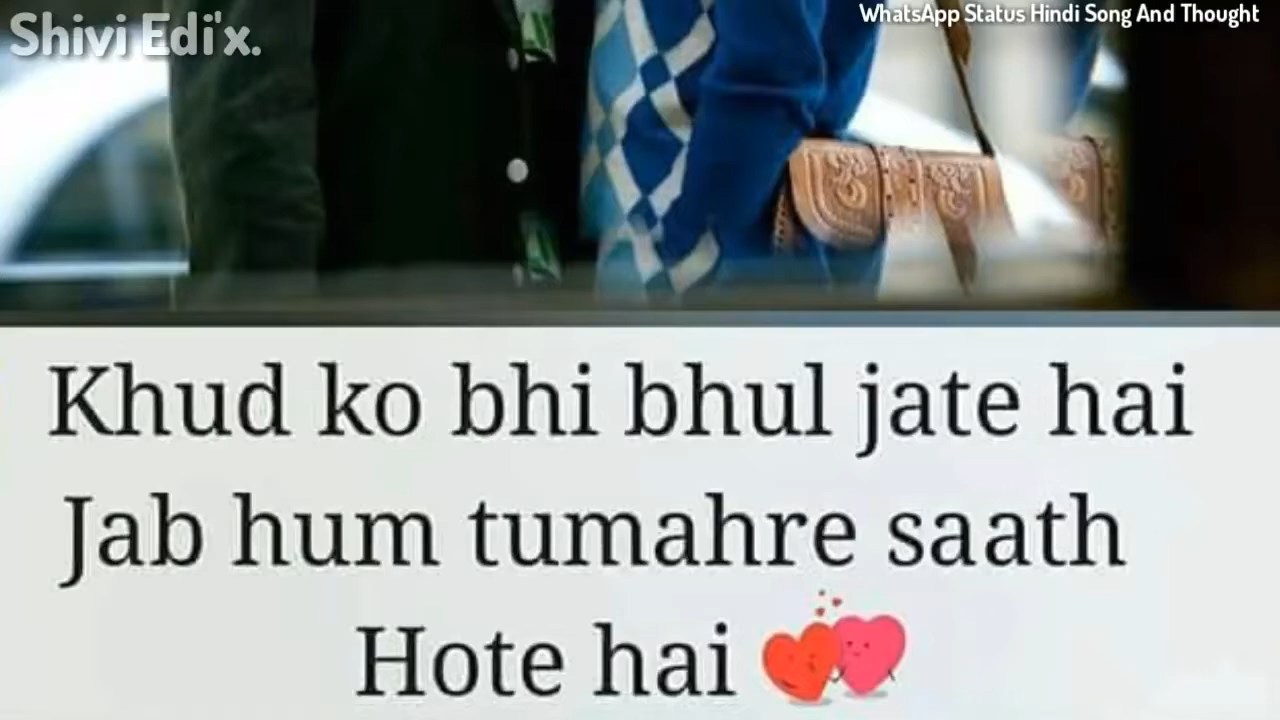 Shivi Edi'x.
WhatsApp Status Hindi Song And Thought
Khud ko bhi bhul jate hai
Jab hum tumahre saath
Hote hai